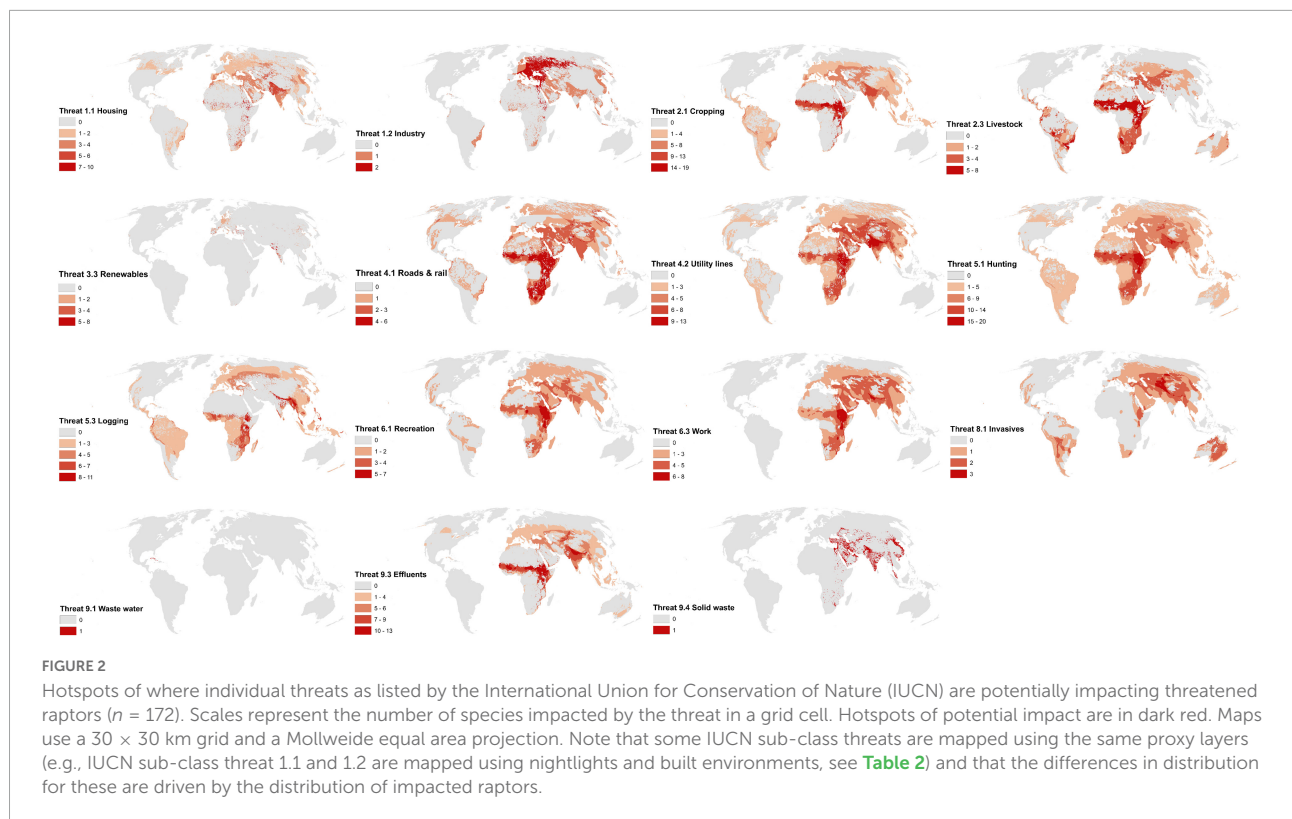 Threat 1.1 Housing
0
1 - 2
3 - 4
5 - 6
7 - 10
Threat 1.2 Industry
0
1
2
Threat 2.1 Cropping
0
1 - 4
5 - 8
9 - 13
14 - 19
Threat 2.3 Livestock
0
1 - 2
3 - 4
5 - 8
Threat 3.3 Renewables
0
1 - 2
3 - 4
5 - 8
Threat 4.1 Roads & rail
0
1
2 - 3
4 - 6
Threat 4.2 Utility lines
0
1 - 3
4 - 5
6 - 8
9 - 13
Threat 5.1 Hunting
0
1 - 5
6 - 9
10 - 14
15 - 20
Threat 5.3 Logging
0
1 - 3
4 - 5
6 - 7
8 - 11
Threat 6.1 Recreation
0
1 - 2
3 - 4
5 - 7
Threat 6.3 Work
0
1 - 3
4 - 5
6 - 8
Threat 8.1 Invasives
0
1
2
3
Threat 9.1 Waste water
0
1
Threat 9.3 Effluents
0
1 - 4
5 - 6
7 - 9
10 - 13
Threat 9.4 Solid waste
0
1
FIGURE 2
Hotspots of where individual threats as listed by the International Union for Conservation of Nature (IUCN) are potentially impacting threatened
raptors (n = 172). Scales represent the number of species impacted by the threat in a grid cell. Hotspots of potential impact are in dark red. Maps
use a 30 × 30 km grid and a Mollweide equal area projection. Note that some IUCN sub-class threats are mapped using the same proxy layers
(e.g., IUCN sub-class threat 1.1 and 1.2 are mapped using nightlights and built environments, see Table 2) and that the differences in distribution
for these are driven by the distribution of impacted raptors.